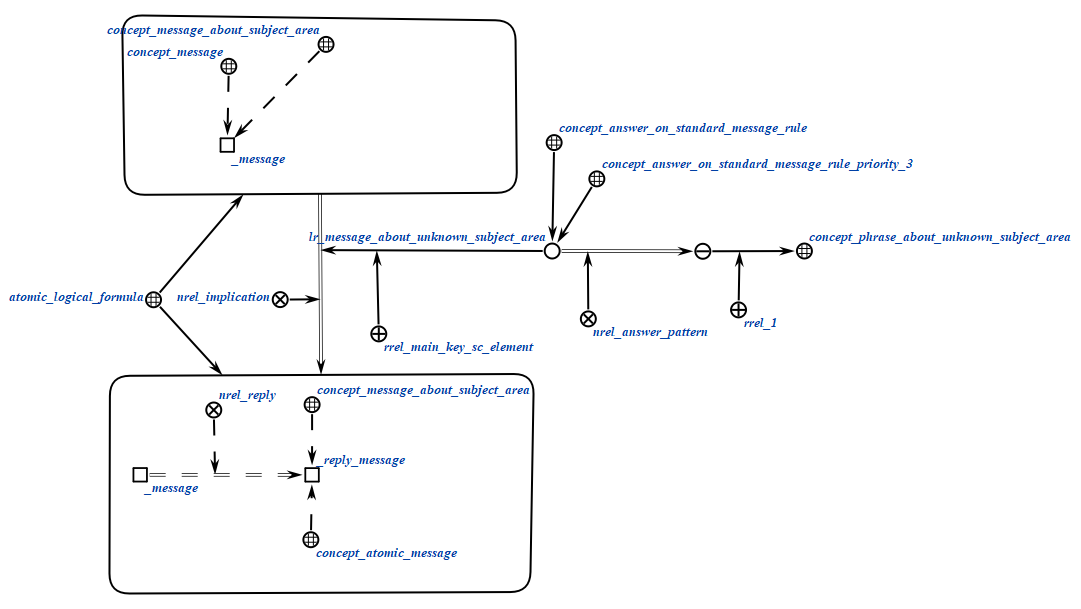 concept_message_about_subject_area
concept_message
_message
concept_answer_on_standard_message_rule
concept_answer_on_standard_message_rule_priority_3
lr_message_about_unknown_subject_area
concept_phrase_about_unknown_subject_area
atomic_logical_formula
nrel_implication
nrel_answer_pattern
rrel_1
rrel_main_key_sc_element
nrel_reply
concept_message_about_subject_area
_reply_message
_message
concept_atomic_message